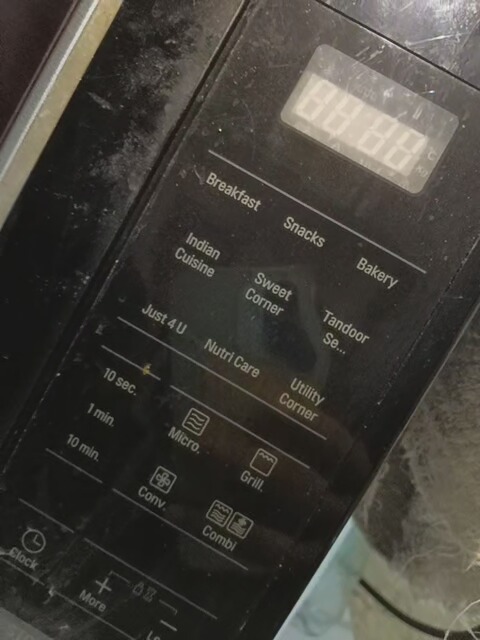 Breakfast Snacks Bakery
Indian Cuisine Sweet Corner Tandoor Se...
Just 4 U Nutri Care Utility Corner
10 sec. Micro. Grill.
1 min.
10 min. Conv. Combi
Clock More